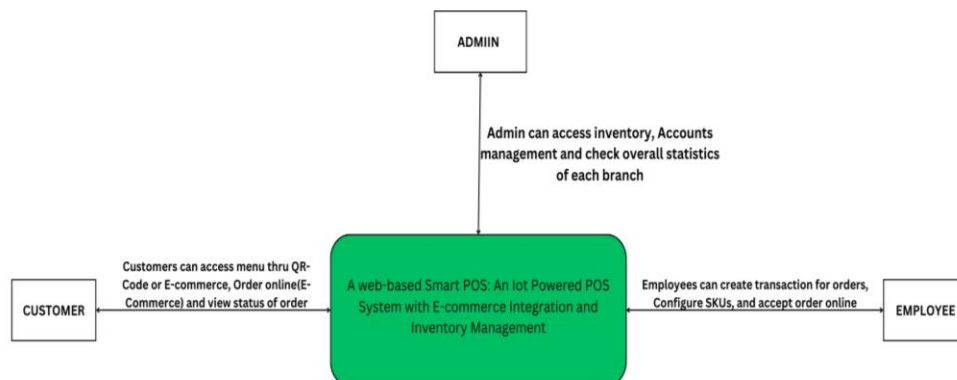 ADMIIN
Admin can access inventory, Accounts
management and check overall statistics
of each branch
Customers can access menu thru QR-
Code or E-commerce, Order online(E-
Commerce) and view status of order
CUSTOMER
A web-based Smart POS: An Iot Powered POS
System with E-commerce Integration and
Inventory Management
Employees can create transaction for orders,
Configure SKUs, and accept order online
EMPLOYEE